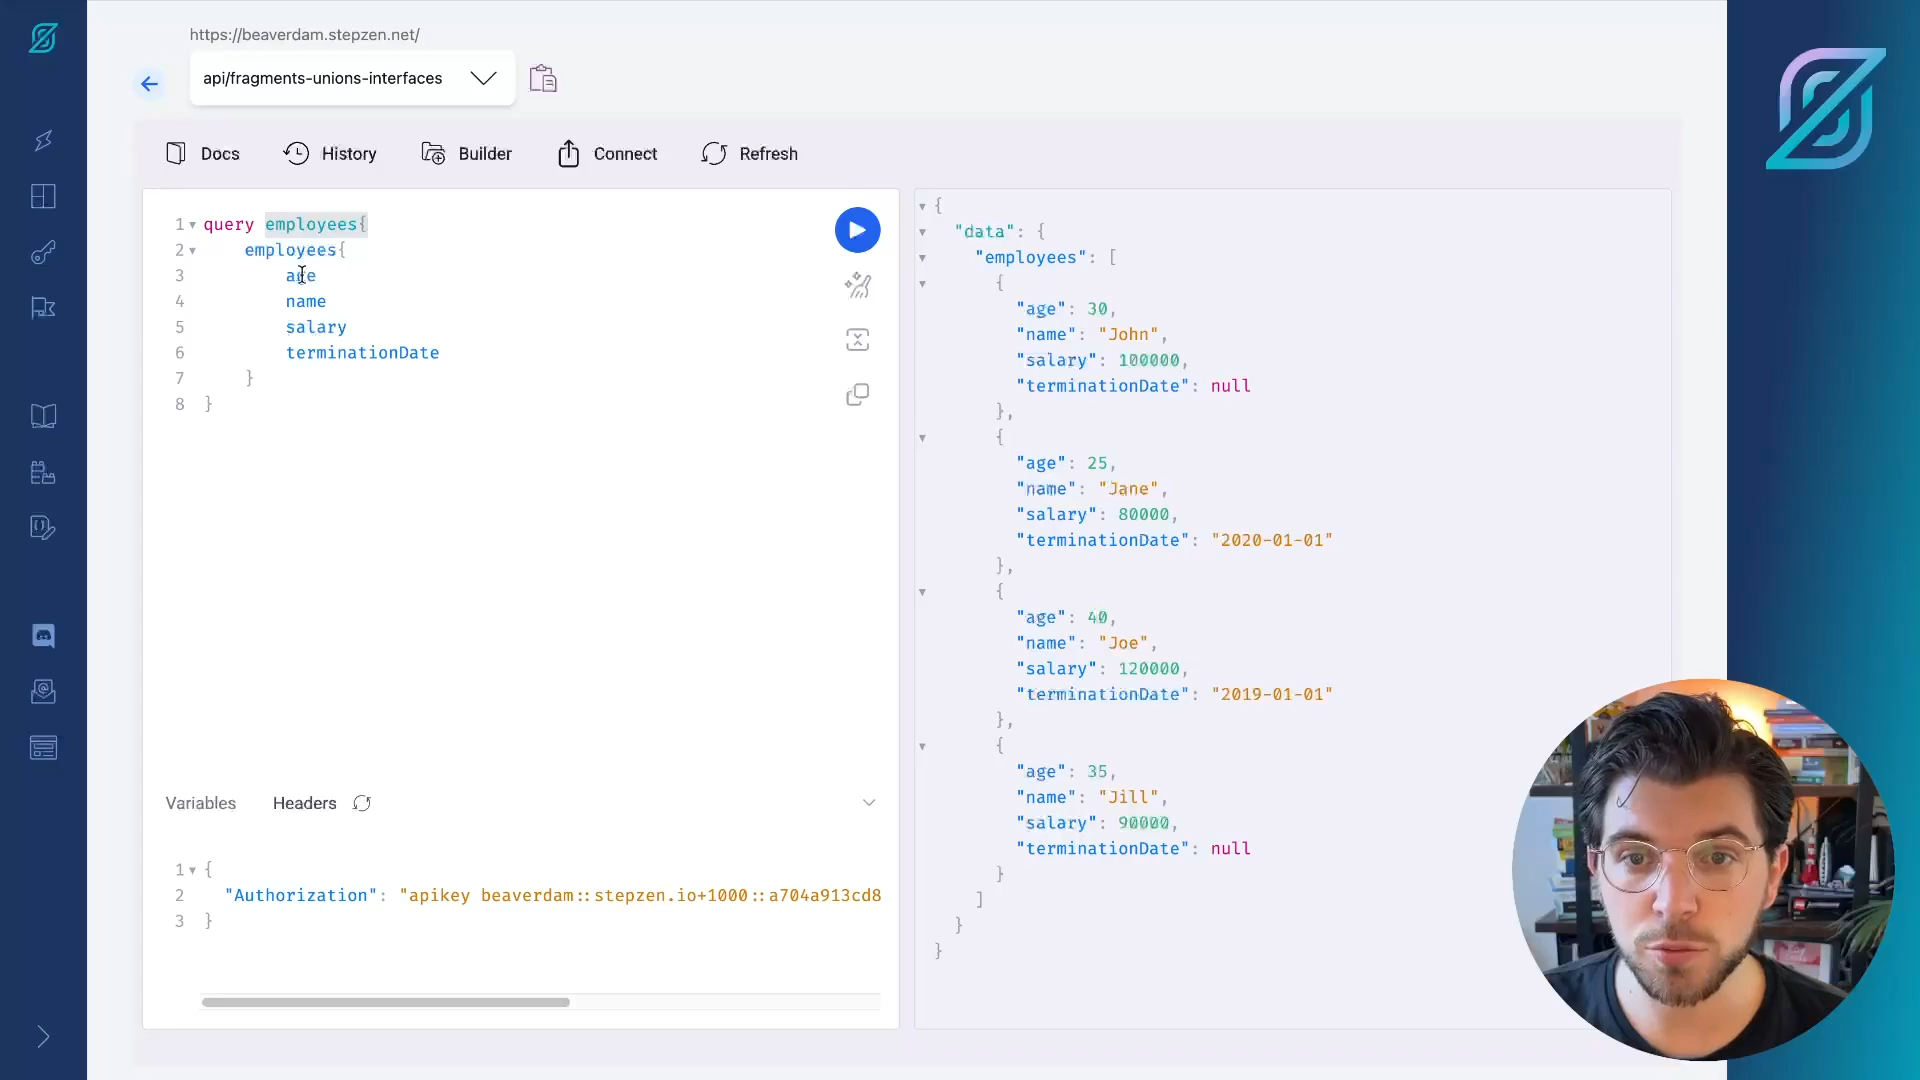 https://beaverdam.stepzen.net/
api/fragments-unions-interfaces
Docs
History
Builder
Connect
Refresh
1 query employees{
2 employees{
3 age
4 name
5 salary
6 terminationDate
7 }
8 }
Variables
Headers
1 {
2 "Authorization": "apikey beaverdam::stepzen.io+1000::a704a913cd8
3 }
{
"data": {
"employees": [
{
"age": 30,
"name": "John",
"salary": 100000,
"terminationDate": null
},
{
"age": 25,
"name": "Jane",
"salary": 80000,
"terminationDate": "2020-01-01"
},
{
"age": 40,
"name": "Joe",
"salary": 120000,
"terminationDate": "2019-01-01"
},
{
"age": 35,
"name": "Jill",
"salary": 90000,
"terminationDate": null
}
]
}
}